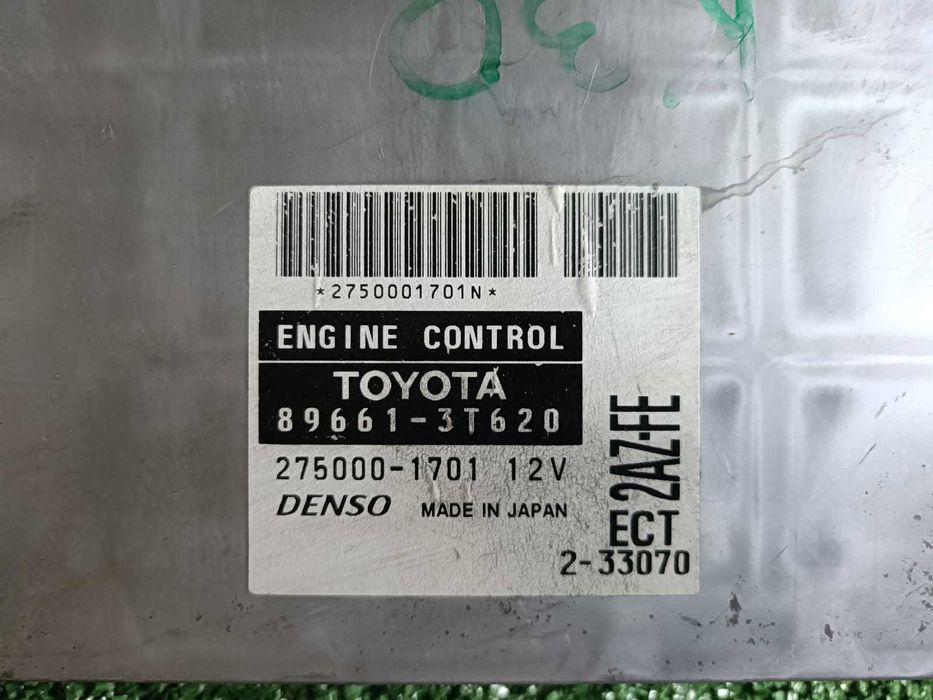 *2750001701N*
ENGINE CONTROL
TOYOTA
89661-3T620
275000-1701 12V
DENSO MADE IN JAPAN
2AZ-FE
ECT
2-33070